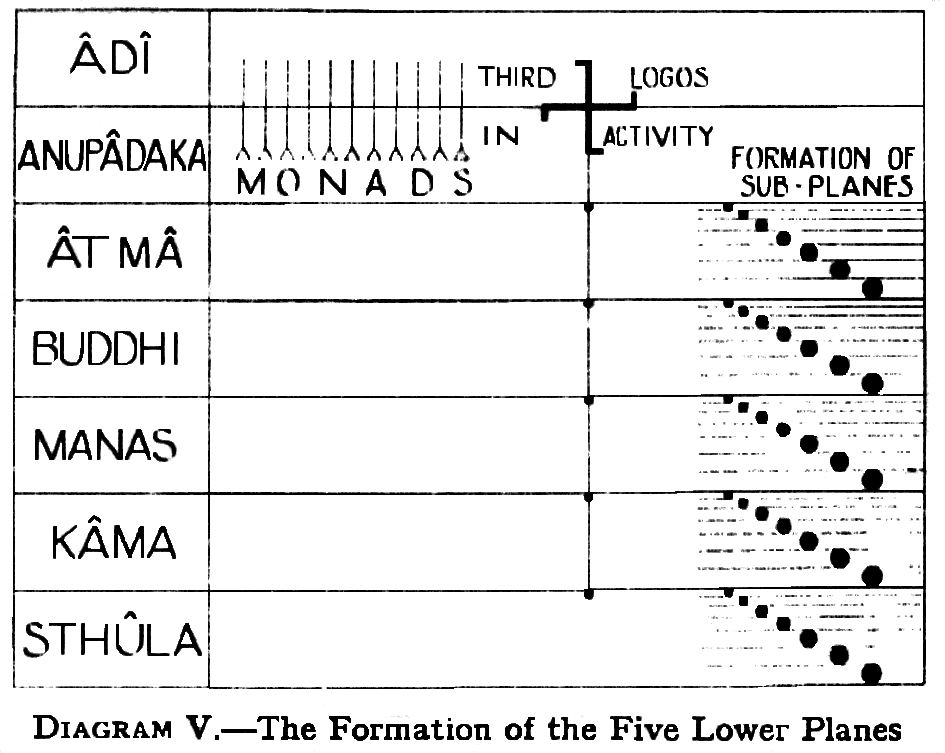 ÂDÎ
THIRD LOGOS
ANUPÂDAKA
IN ACTIVITY
MONADS
FORMATION OF
SUB-PLANES
ÂTMÂ
BUDDHI
MANAS
KÂMA
STHÛLA
DIAGRAM V.—The Formation of the Five Lower Planes